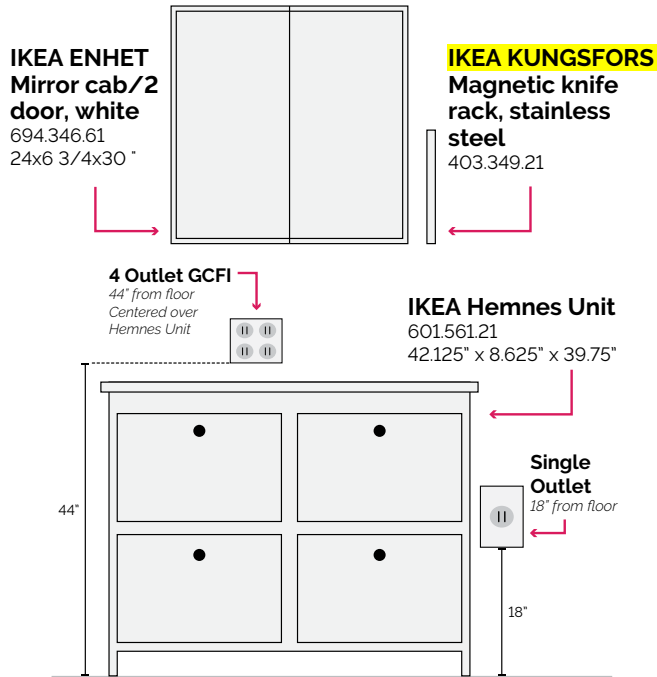 IKEA ENHET
Mirror cab/2
door, white
694.346.61
24x6 3/4x30 "
IKEA KUNGSFORS
Magnetic knife
rack, stainless
steel
403.349.21
4 Outlet GCFI
44" from floor
Centered over
Hemnes Unit
IKEA Hemnes Unit
601.561.21
42.125" x 8.625" x 39.75"
Single
Outlet
18" from floor
44"
18"